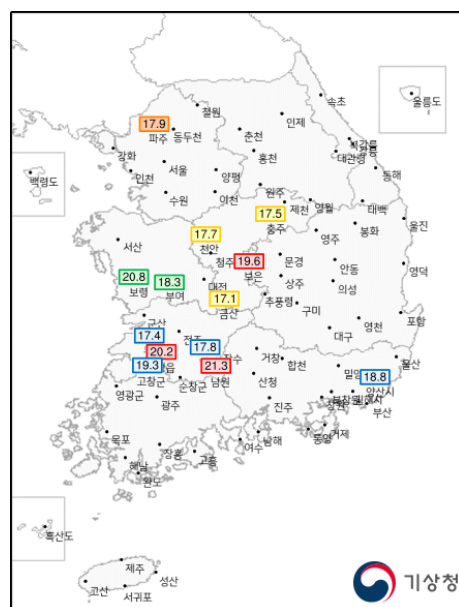 철원
속초
울릉도
17.9
파주
동두천
인제
춘천
강화
홍천
대관령
서울
양평
동해
인천
백령도
원주
수원
이천
제천
영월
태백
17.5
충주
울진
봉화
17.7
영주
서산
천안
청주
19.6
문경
보은
안동
영덕
20.8
18.3
대전
상주
의성
보령
부여
17.1
추풍령
금산
구미
포항
군산
영천
17.4
전주
대구
20.2
17.8
거창
19.3
21.3
합천
밀양
울산
고창군
순창군
남원
산청
18.8
양산시
영광군
광주
진주
부산
목포
장흥
고흥
여수
남해
통영
거제
해남
완도
흑산도
제주
성산
고산
서귀포
기상청